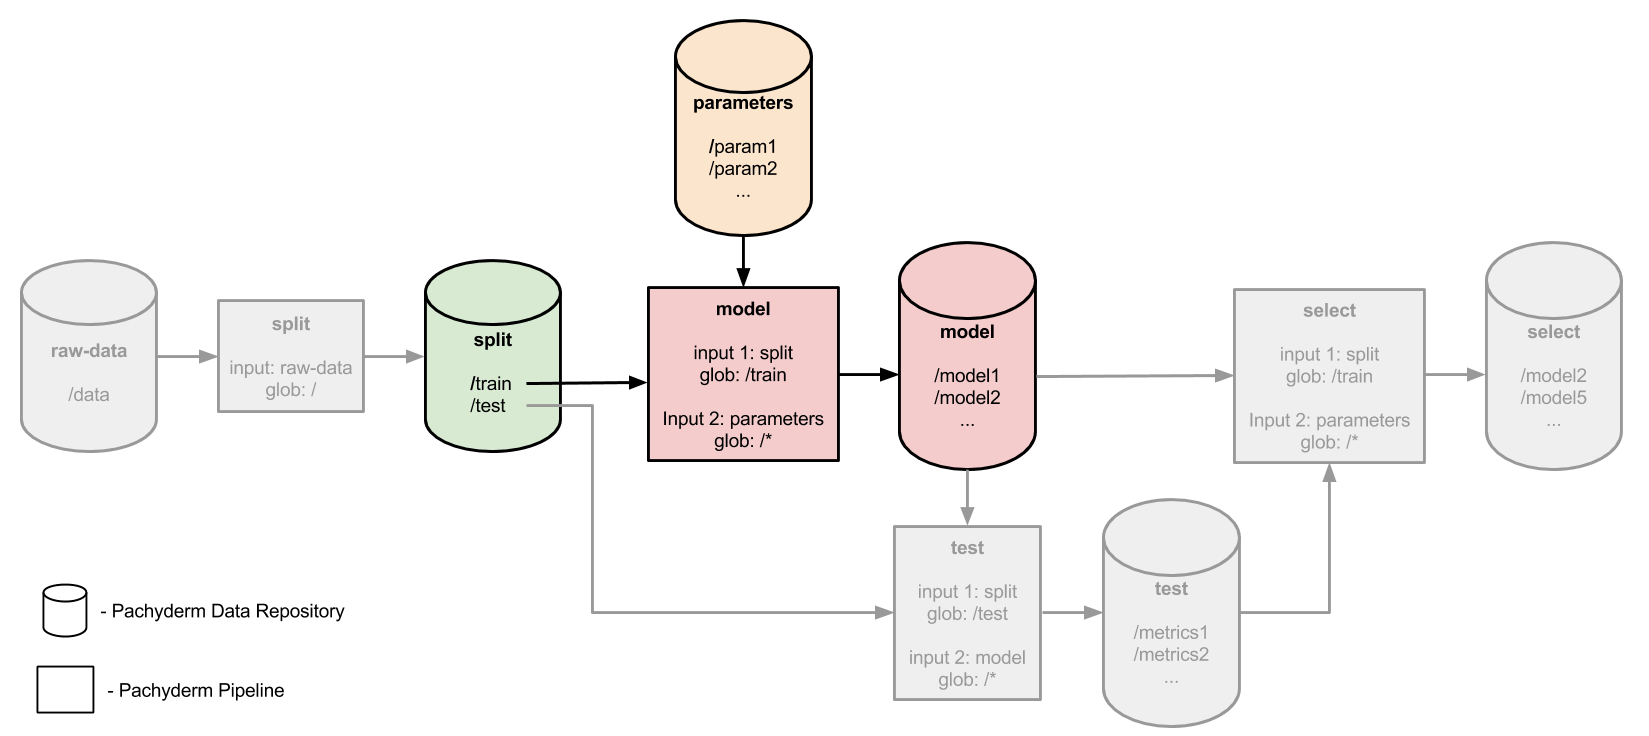 parameters
/param1
/param2
...
raw-data
/data
split
input: raw-data
glob: /
split
/train
/test
model
input 1: split
glob: /train
Input 2: parameters
glob: /*
model
/model1
/model2
...
select
input 1: split
glob: /train
Input 2: parameters
glob: /*
select
/model2
/model5
...
test
input 1: split
glob: /test
input 2: model
glob: /*
test
/metrics1
/metrics2
...
- Pachyderm Data Repository
- Pachyderm Pipeline